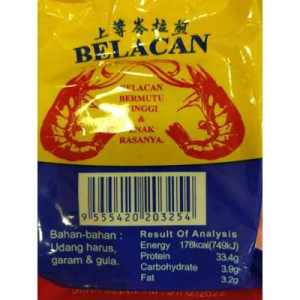 上等峇拉煎
BELACAN
BELACAN
BERMUTU
TINGGI
&
ENAK
RASANYA.
9 555420 203254
Bahan-bahan :
Udang harus,
garam & gula.
Result Of Analysis
Energy 178kcal(749kJ)
Protein 33.4g
Carbohydrate 3.9g
Fat 3.2g